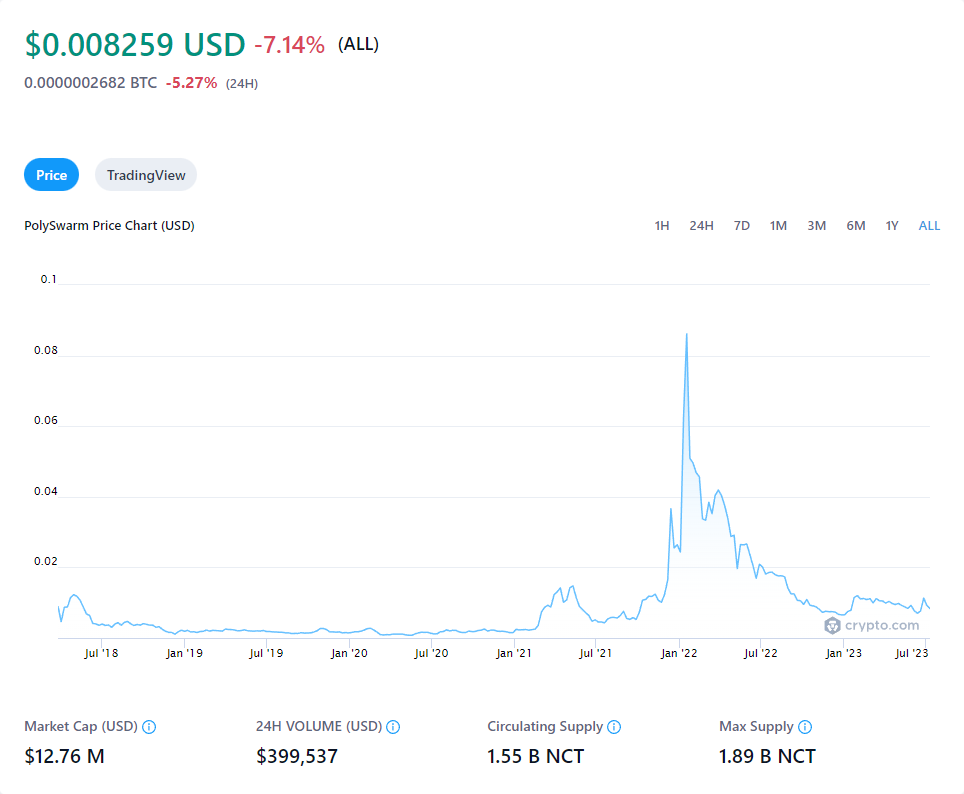 $0.008259 USD -7.14% (ALL)
0.0000002682 BTC -5.27% (24H)
Price TradingView
PolySwarm Price Chart (USD) 1H 24H 7D 1M 3M 6M 1Y ALL
0.1
0.08
0.06
0.04
0.02
crypto.com
Jul '18 Jan '19 Jul '19 Jan '20 Jul '20 Jan '21 Jul '21 Jan '22 Jul '22 Jan '23 Jul '23
Market Cap (USD) 24H VOLUME (USD) Circulating Supply Max Supply
$12.76 M $399,537 1.55 B NCT 1.89 B NCT